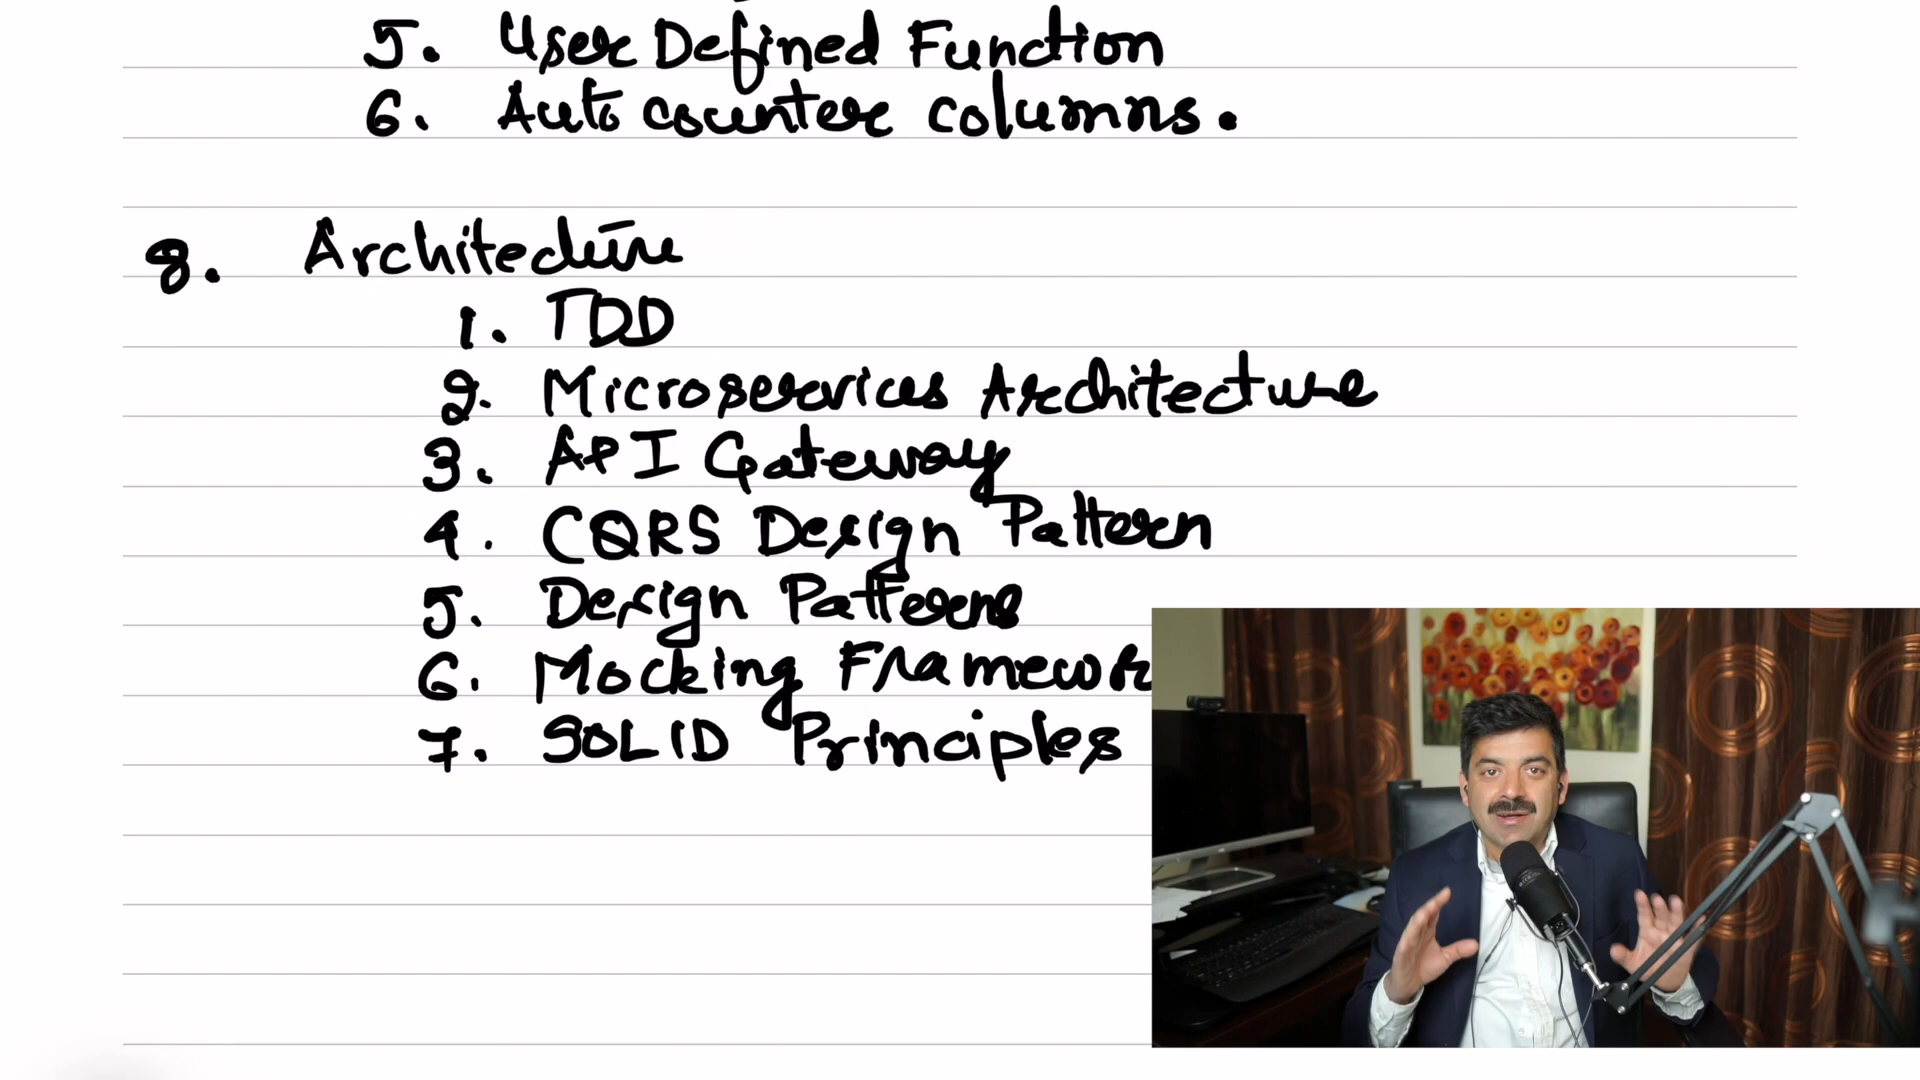 5. User Defined Function
6. Auto counter columns.
8. Architecture
1. TDD
2. Microservices Architecture
3. API Gateway
4. CQRS Design Pattern
5. Design Patterns
6. Mocking Framework
7. SOLID Principles